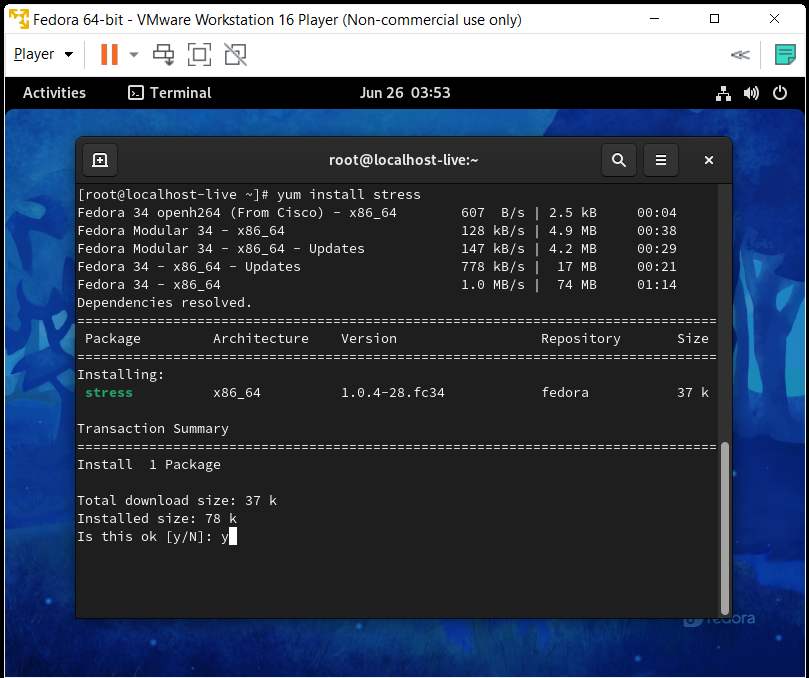 Fedora 64-bit - VMware Workstation 16 Player (Non-commercial use only)
Player
Activities Terminal Jun 26 03:53
root@localhost-live:~
[root@localhost-live ~]# yum install stress
Fedora 34 openh264 (From Cisco) - x86_64 607 B/s | 2.5 kB 00:04
Fedora Modular 34 - x86_64 128 kB/s | 4.9 MB 00:38
Fedora Modular 34 - x86_64 - Updates 147 kB/s | 4.2 MB 00:29
Fedora 34 - x86_64 - Updates 778 kB/s | 17 MB 00:21
Fedora 34 - x86_64 1.0 MB/s | 74 MB 01:14
Dependencies resolved.
================================================================================
Package Architecture Version Repository Size
================================================================================
Installing:
stress x86_64 1.0.4-28.fc34 fedora 37 k
Transaction Summary
================================================================================
Install 1 Package
Total download size: 37 k
Installed size: 78 k
Is this ok [y/N]: y
fedora